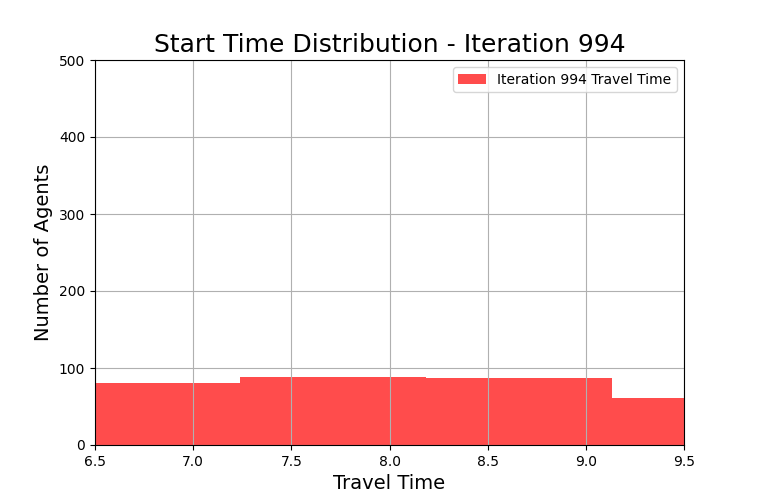 Start Time Distribution - Iteration 994
Iteration 994 Travel Time
Number of Agents
500
400
300
200
100
0
6.5 7.0 7.5 8.0 8.5 9.0 9.5
Travel Time